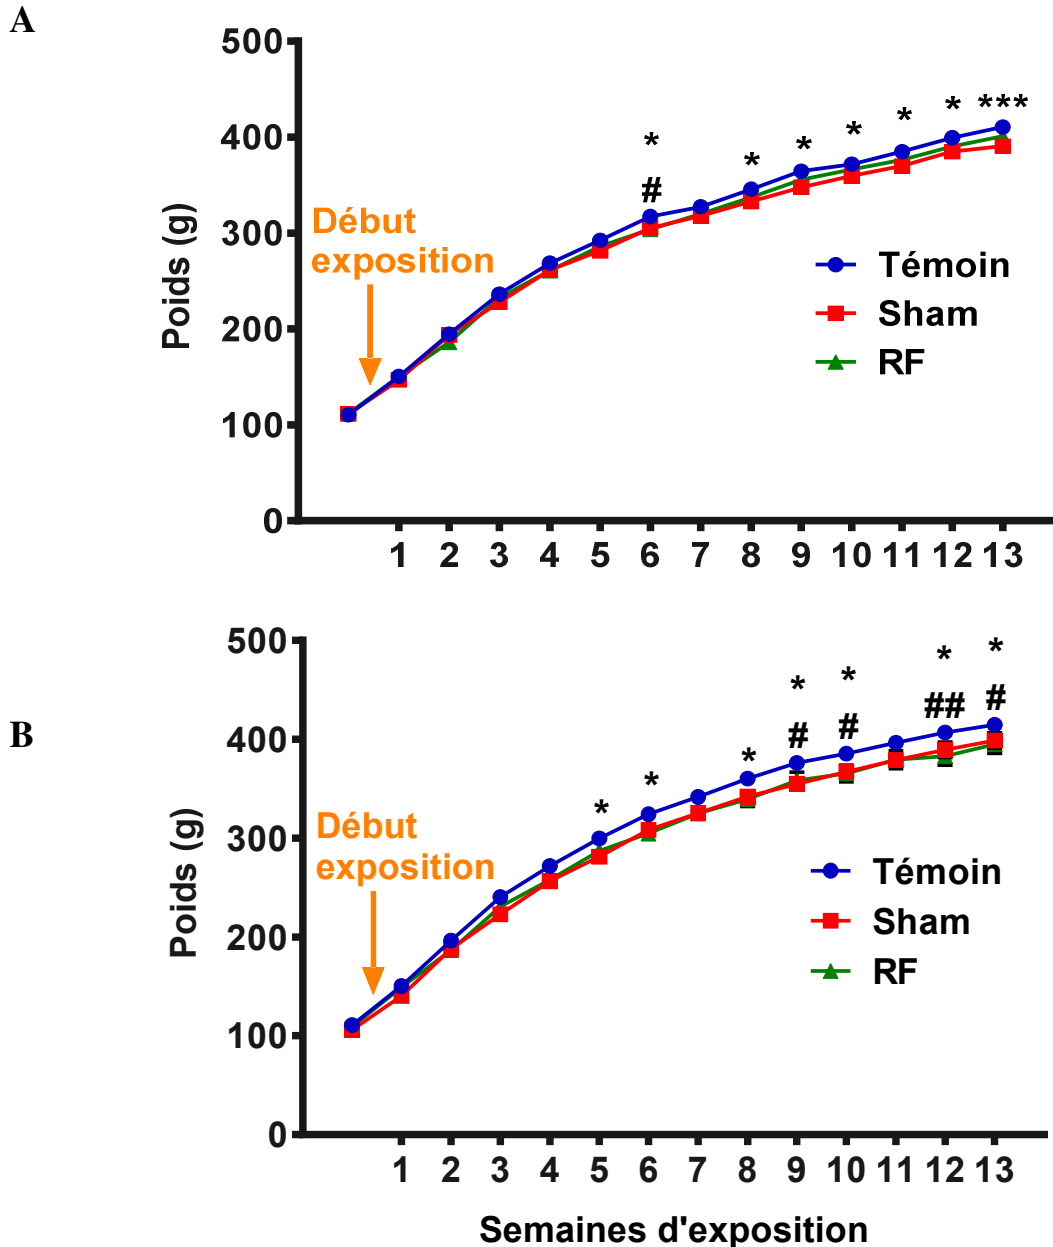 A
500
400
300
200
100
0
Poids (g)
Début
exposition
*
#
*
*
*
*
*
***
Témoin
Sham
RF
1 2 3 4 5 6 7 8 9 10 11 12 13
B
500
400
300
200
100
0
Poids (g)
Début
exposition
*
*
*
*
#
*
#
*
##
*
#
Témoin
Sham
RF
1 2 3 4 5 6 7 8 9 10 11 12 13
Semaines d'exposition